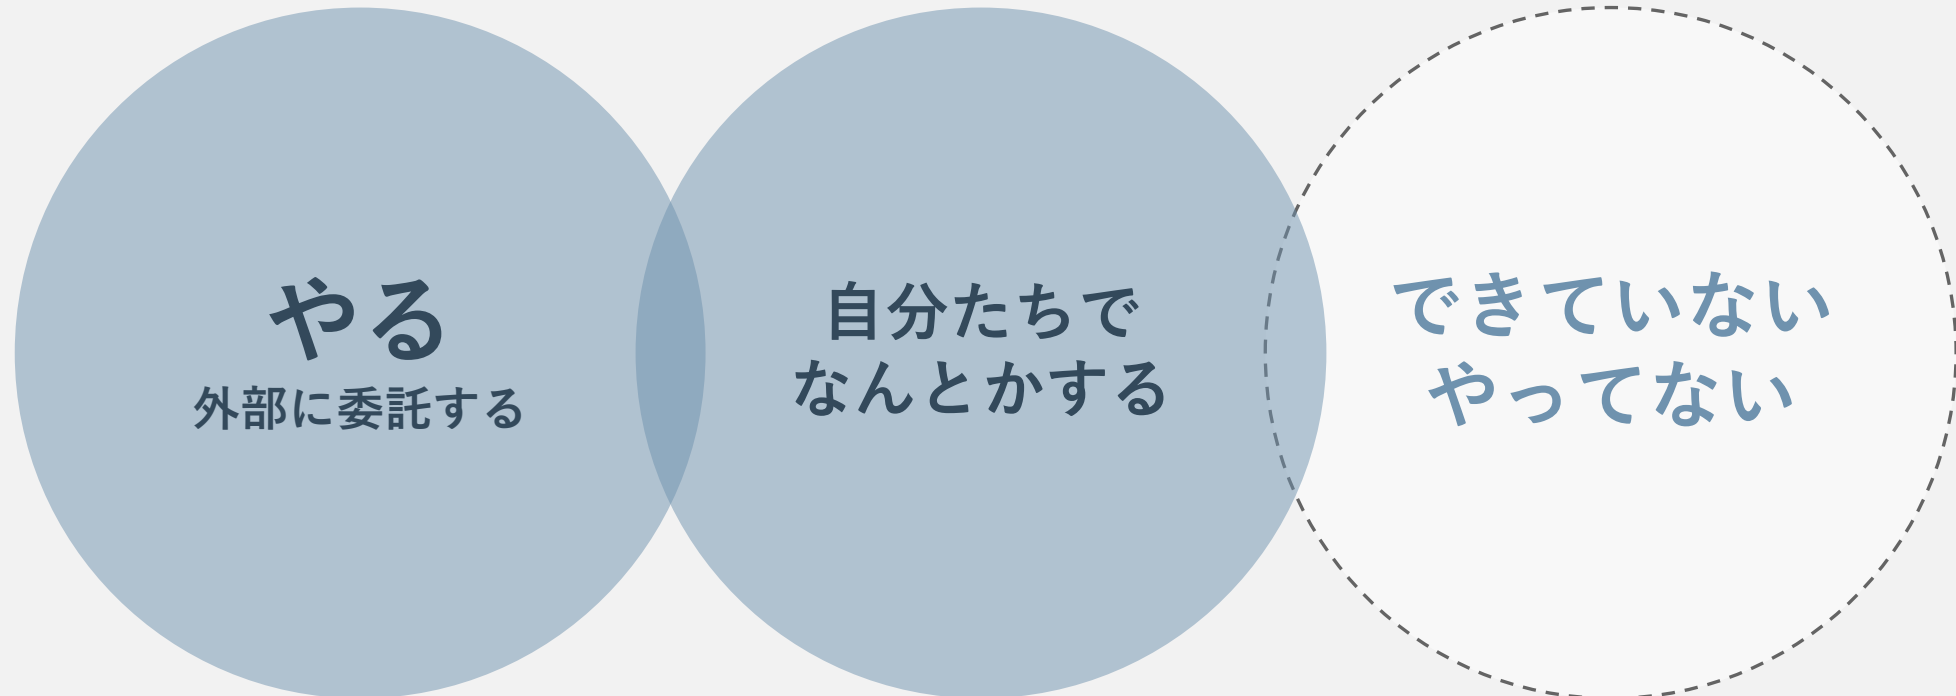 やる
外部に委託する
自分たちで
なんとかする
できていない
やってない